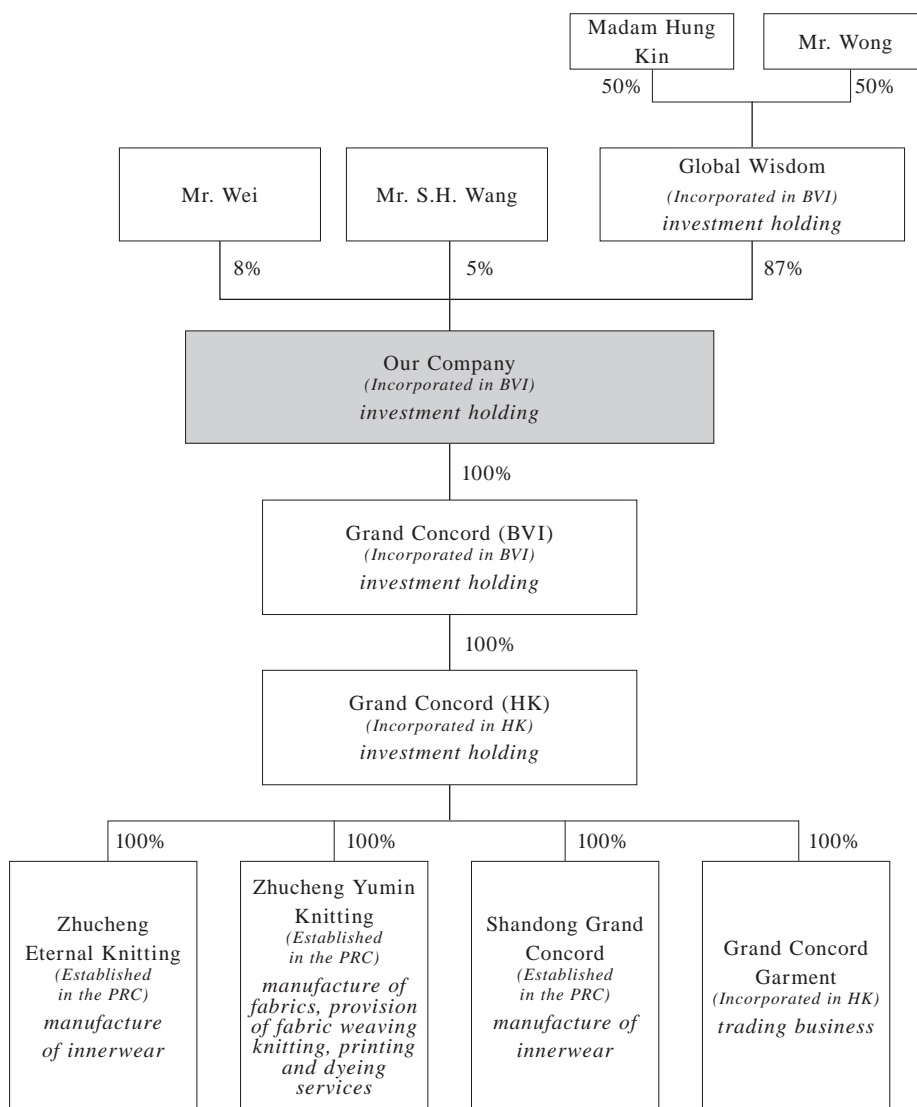 Madam Hung
Kin
Mr. Wong
50%
50%
Mr. Wei
Mr. S.H. Wang
Global Wisdom
(Incorporated in BVI)
investment holding
8%
5%
87%
Our Company
(Incorporated in BVI)
investment holding
100%
Grand Concord (BVI)
(Incorporated in BVI)
investment holding
100%
Grand Concord (HK)
(Incorporated in HK)
investment holding
100%
100%
100%
100%
Zhucheng
Eternal Knitting
(Established
in the PRC)
manufacture
of innerwear
Zhucheng Yumin
Knitting
(Established
in the PRC)
manufacture of
fabrics, provision
of fabric weaving
knitting, printing
and dyeing
services
Shandong Grand
Concord
(Established
in the PRC)
manufacture of
innerwear
Grand Concord
Garment
(Incorporated in HK)
trading business